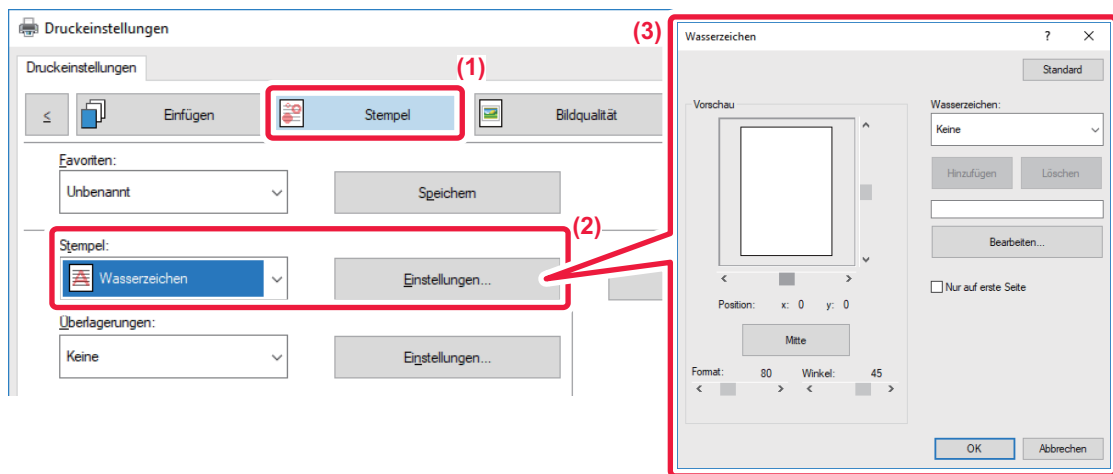 Druckeinstellungen
Druckeinstellungen
(1)
<
Einfügen
Stempel
Bildqualität
Favoriten:
Unbenannt
Speichern
(2)
Stempel:
Wasserzeichen
Einstellungen...
Überlagerungen:
Keine
Einstellungen...
(3)
Wasserzeichen
?
Standard
Vorschau
Position: x: 0 y: 0
Mitte
Format: 80 Winkel: 45
Wasserzeichen:
Keine
Hinzufügen Löschen
Bearbeiten...
Nur auf erste Seite
OK Abbrechen